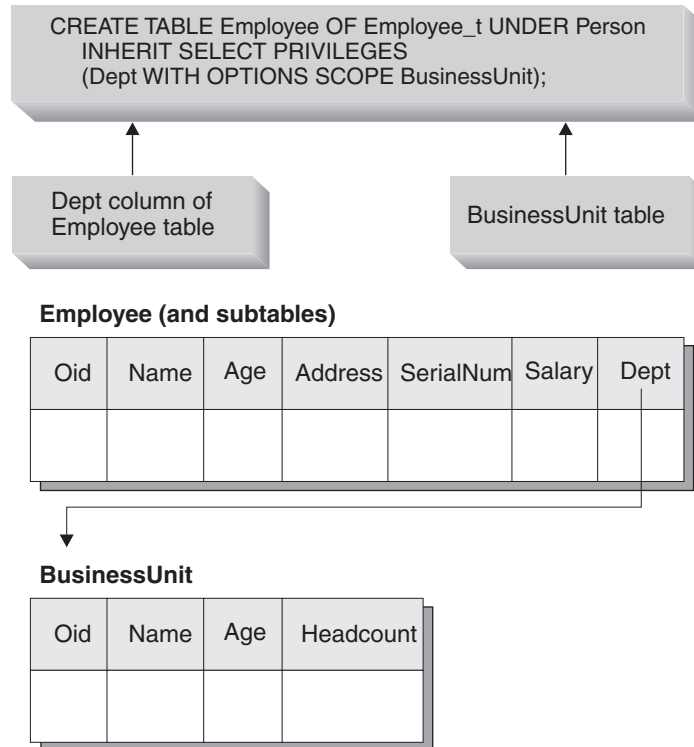 CREATE TABLE Employee OF Employee_t UNDER Person
INHERIT SELECT PRIVILEGES
(Dept WITH OPTIONS SCOPE BusinessUnit);
Dept column of
Employee table
BusinessUnit table
Employee (and subtables)
Oid Name Age Address SerialNum Salary Dept
BusinessUnit
Oid Name Age Headcount